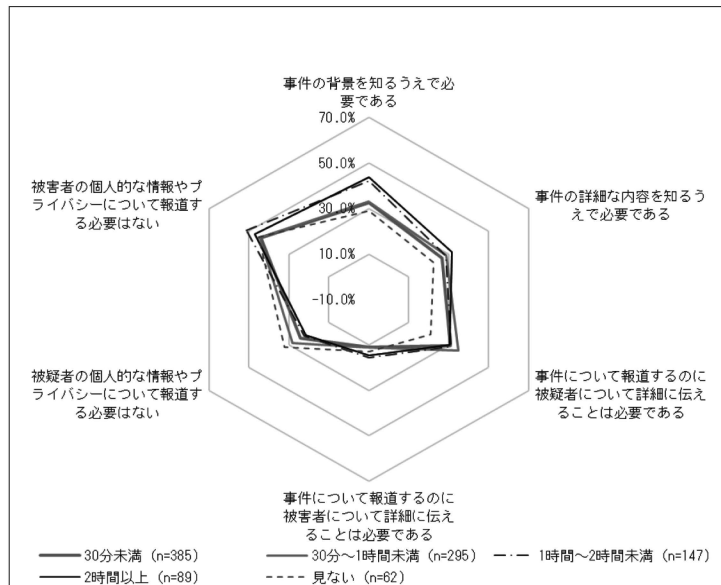 事件の背景を知るうえで必
要である
70.0%
50.0%
30.0%
10.0%
-10.0%
事件の詳細な内容を知るう
えで必要である
事件について報道するのに
被疑者について詳細に伝え
ることは必要である
事件について報道するのに
被害者について詳細に伝え
ることは必要である
被疑者の個人的な情報やプ
ライバシーについて報道す
る必要はない
被害者の個人的な情報やプ
ライバシーについて報道す
る必要はない
30分未満 (n=385)
30分～1時間未満 (n=295)
1時間～2時間未満 (n=147)
2時間以上 (n=89)
見ない (n=62)